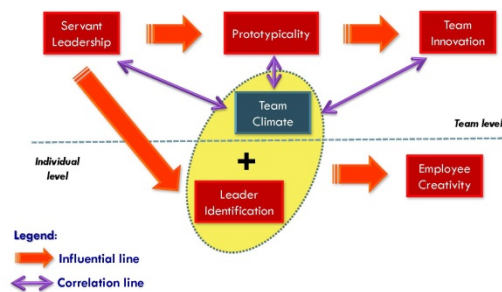 Servant
Leadership
Prototypicality
Team
Innovation
Team
Climate
Team level
Individual
level
+
Leader
Identification
Employee
Creativity
Legend:
Influential line
Correlation line